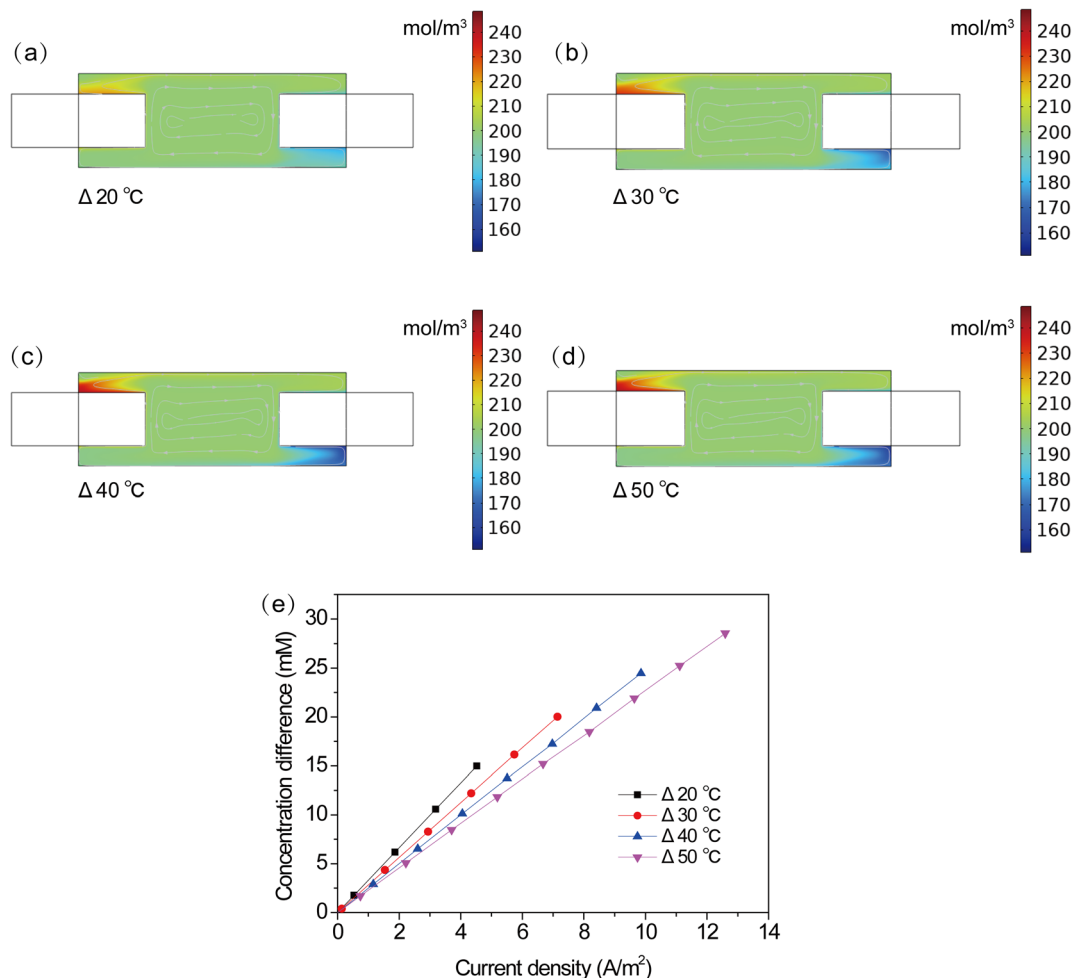 (a)
mol/m³
240
230
220
210
200
190
180
170
160
Δ 20 °C
(b)
mol/m³
240
230
220
210
200
190
180
170
160
Δ 30 °C
(c)
mol/m³
240
230
220
210
200
190
180
170
160
Δ 40 °C
(d)
mol/m³
240
230
220
210
200
190
180
170
160
Δ 50 °C
(e)
Concentration difference (mM)
30
25
20
15
10
5
0
Δ 20 °C
Δ 30 °C
Δ 40 °C
Δ 50 °C
0 2 4 6 8 10 12 14
Current density (A/m²)